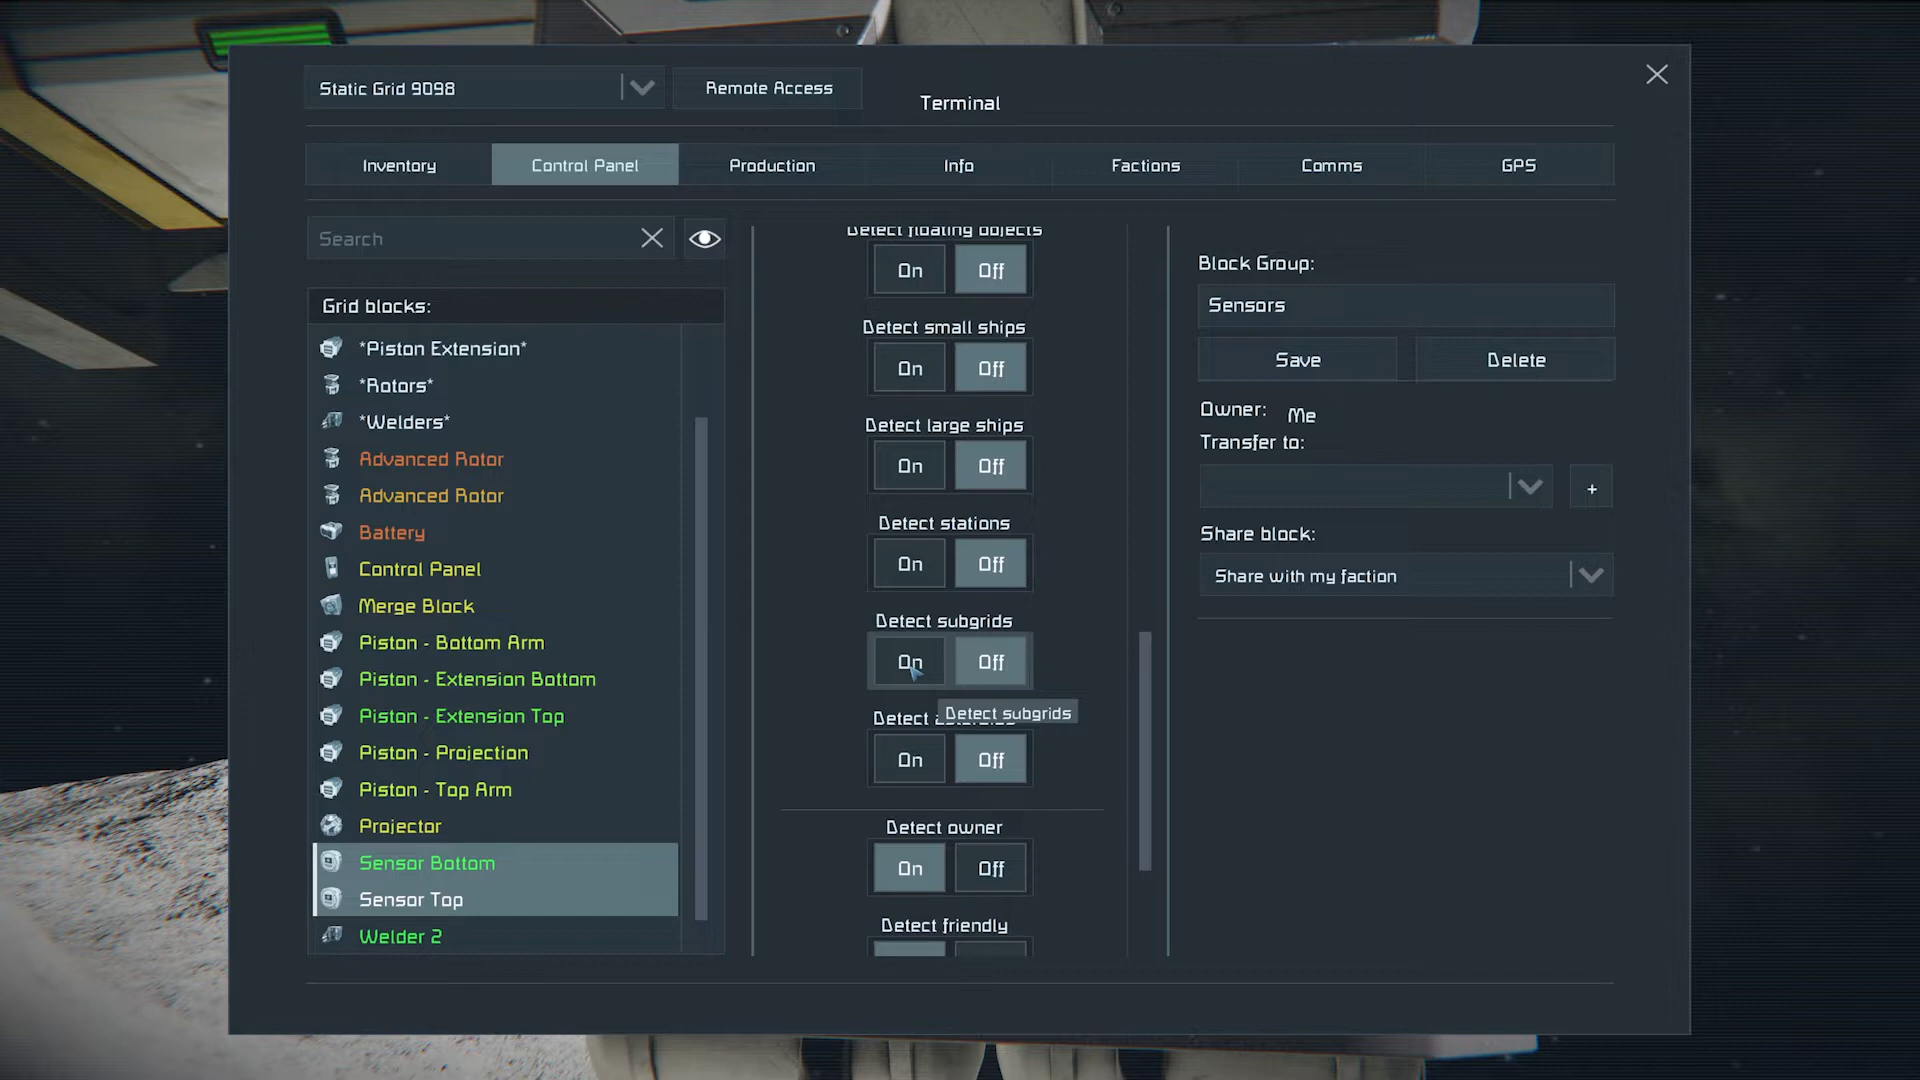 Static Grid 9098
Remote Access
Terminal
Inventory
Control Panel
Production
Info
Factions
Comms
GPS
Search
Grid blocks:
*Piston Extension*
*Rotors*
*Welders*
Advanced Rotor
Advanced Rotor
Battery
Control Panel
Merge Block
Piston - Bottom Arm
Piston - Extension Bottom
Piston - Extension Top
Piston - Projection
Piston - Top Arm
Projector
Sensor Bottom
Sensor Top
Welder 2
Detect floating objects
On Off
Detect small ships
On Off
Detect large ships
On Off
Detect stations
On Off
Detect subgrids
On Off
Detect subgrids
Detect
On Off
Detect owner
On Off
Detect friendly
Block Group:
Sensors
Save
Delete
Owner: Me
Transfer to:
+
Share block:
Share with my faction